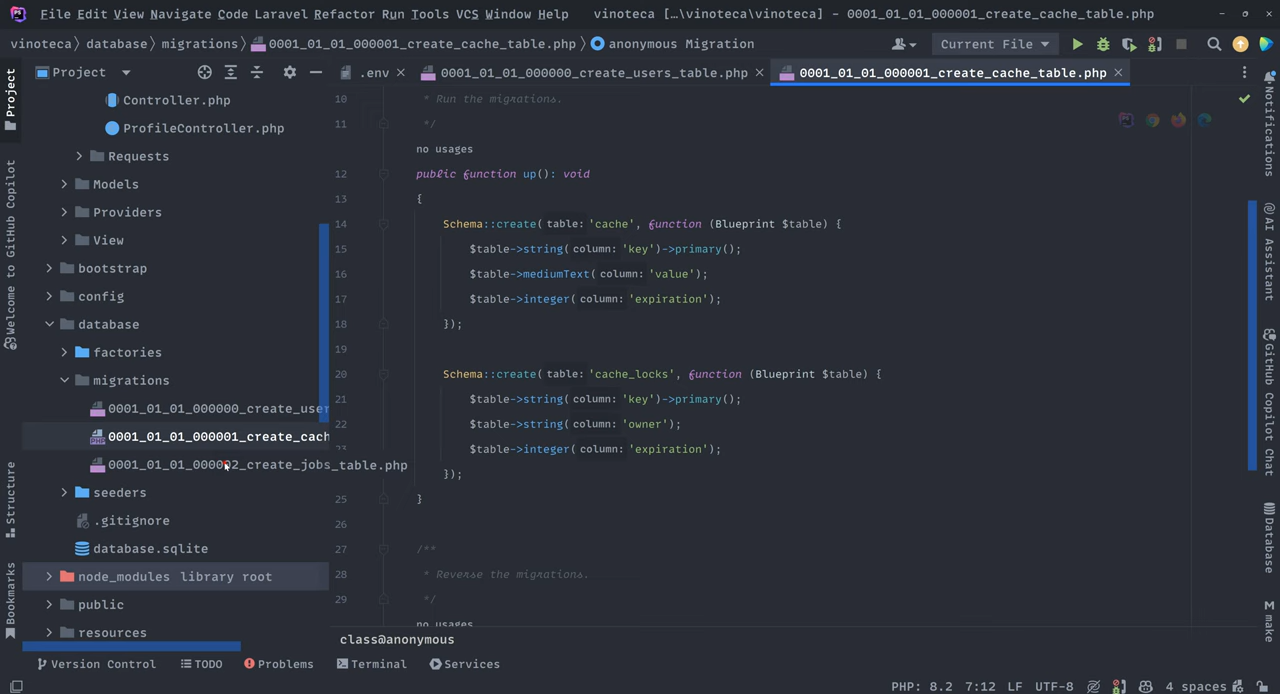 File Edit View Navigate Code Laravel Refactor Run Tools VCS Window Help vinoteca [...\vinoteca\vinoteca] - 0001_01_01_000001_create_cache_table.php
vinoteca database migrations 0001_01_01_000001_create_cache_table.php anonymous Migration
Current File
Project
.env
0001_01_01_000000_create_users_table.php
0001_01_01_000001_create_cache_table.php
Project
Welcome to GitHub Copilot
Structure
Bookmarks
Controller.php
ProfileController.php
Requests
Models
Providers
View
bootstrap
config
database
factories
migrations
0001_01_01_000000_create_user
0001_01_01_000001_create_cach
0001_01_01_000002_create_jobs_table.php
seeders
.gitignore
database.sqlite
node_modules library root
public
resources
10 * Run the migrations.
11 */
no usages
12 public function up(): void
13 {
14 Schema::create( table: 'cache', function (Blueprint $table) {
15 $table->string( column: 'key')->primary();
16 $table->mediumText( column: 'value');
17 $table->integer( column: 'expiration');
18 });
19
20 Schema::create( table: 'cache_locks', function (Blueprint $table) {
21 $table->string( column: 'key')->primary();
22 $table->string( column: 'owner');
23 $table->integer( column: 'expiration');
});
25 }
26
27 /**
28 * Reverse the migrations.
29 */
no usages
class@anonymous
Notifications
AI Assistant
GitHub Copilot Chat
Database
make
Version Control TODO Problems Terminal Services
PHP: 8.2 7:12 LF UTF-8 4 spaces